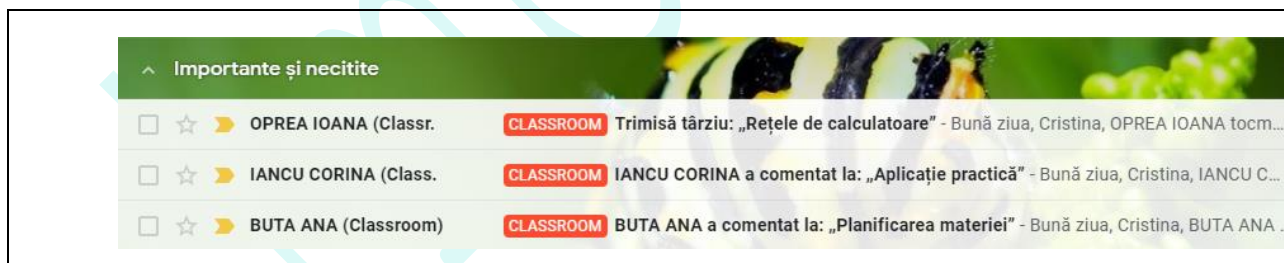 Importante și necitite
OPREA IOANA (Classr. CLASSROOM Trimisă târziu: „Rețele de calculatoare” - Bună ziua, Cristina, OPREA IOANA tocm...
IANCU CORINA (Class. CLASSROOM IANCU CORINA a comentat la: „Aplicație practică” - Bună ziua, Cristina, IANCU C...
BUTA ANA (Classroom) CLASSROOM BUTA ANA a comentat la: „Planificarea materiei” - Bună ziua, Cristina, BUTA ANA .